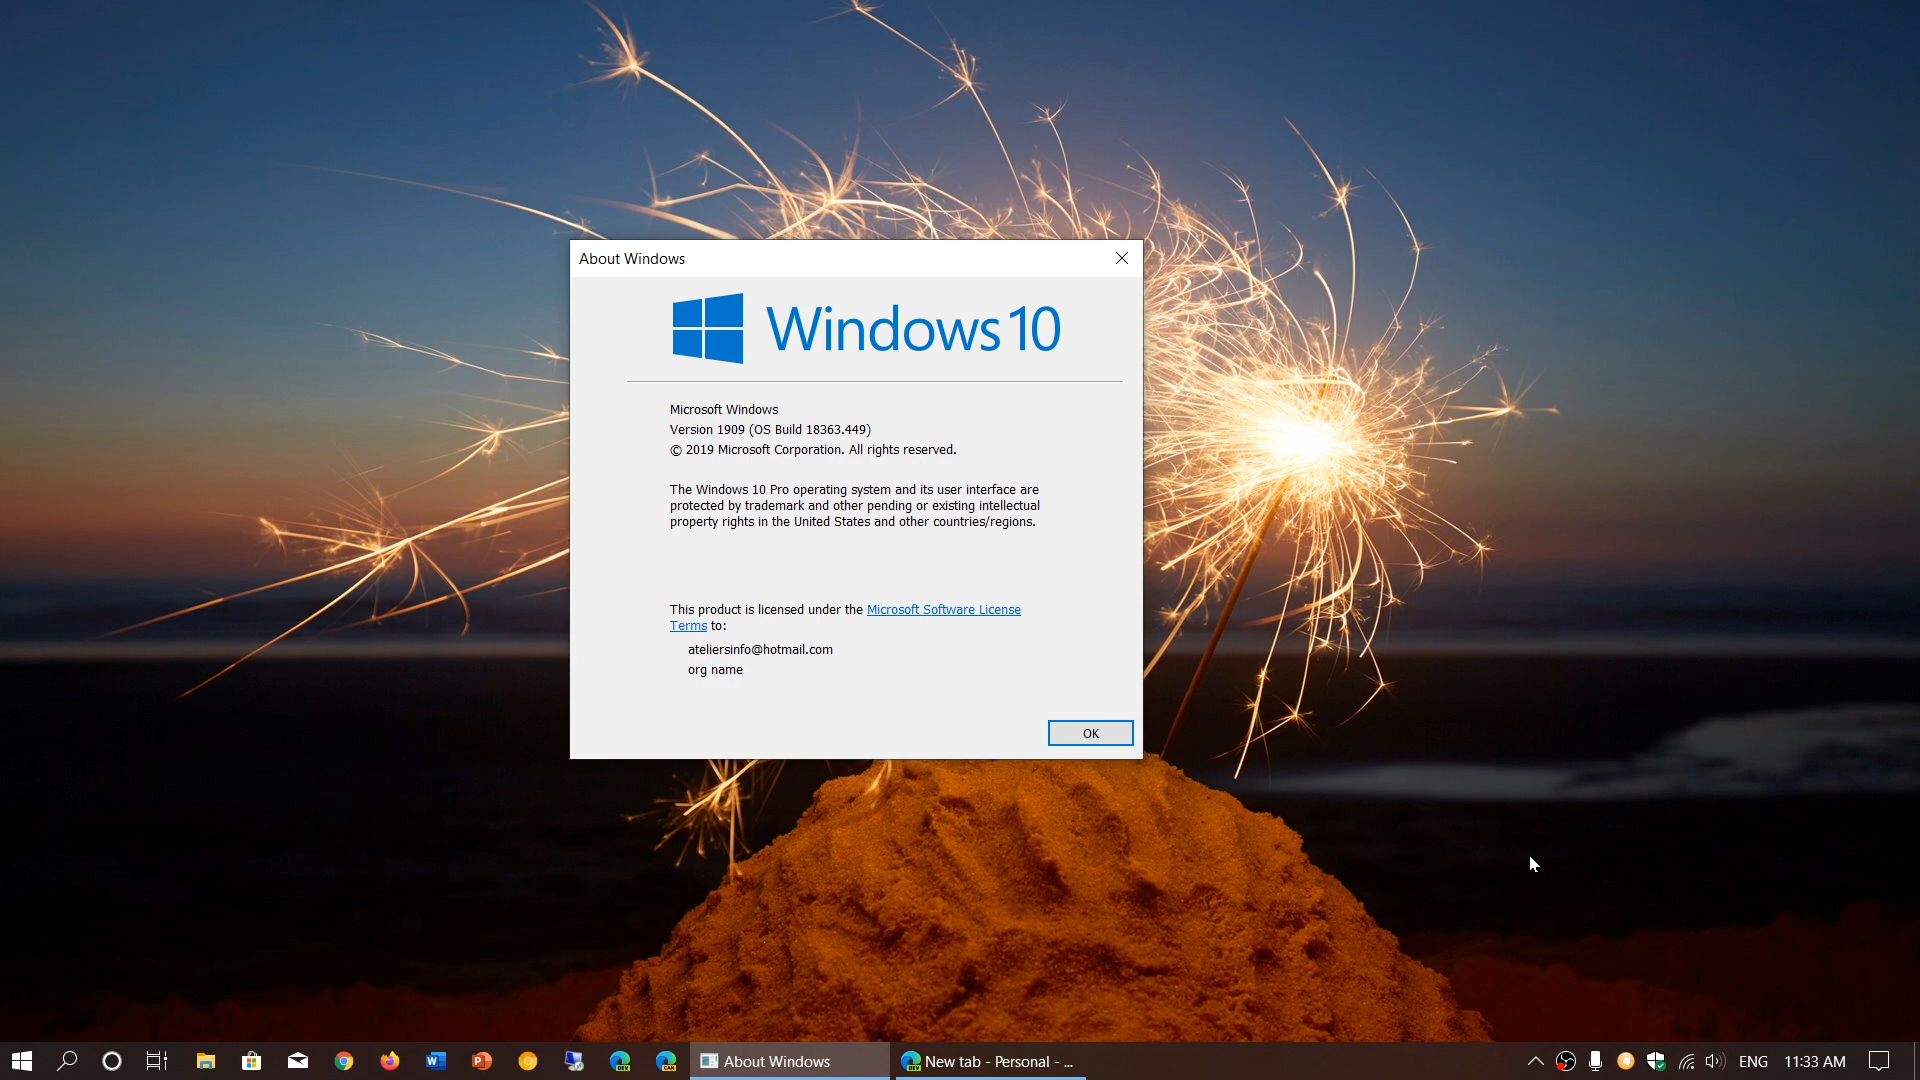 About Windows
Windows 10
Microsoft Windows
Version 1909 (OS Build 18363.449)
© 2019 Microsoft Corporation. All rights reserved.
The Windows 10 Pro operating system and its user interface are
protected by trademark and other pending or existing intellectual
property rights in the United States and other countries/regions.
This product is licensed under the Microsoft Software License
Terms to:
ateliersinfo@hotmail.com
org name
OK
W P DEV CAN About Windows DEV New tab - Personal - ... ENG 11:33 AM